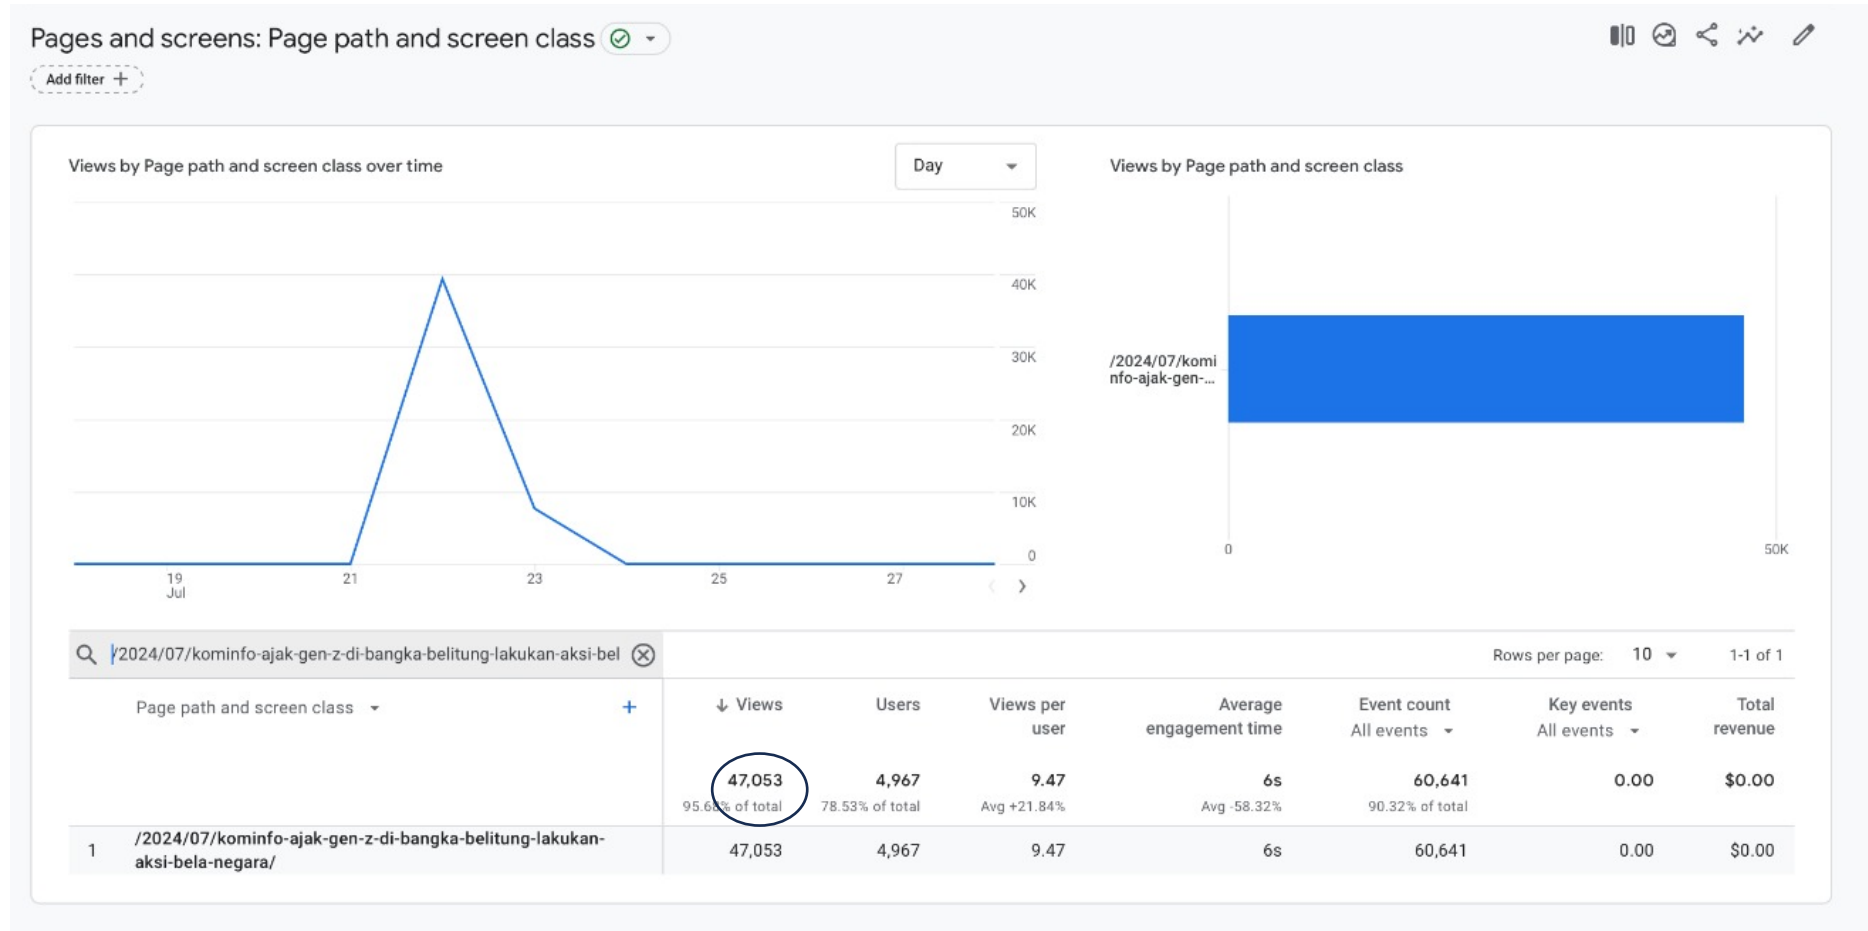 Pages and screens: Page path and screen class
Add filter +
Views by Page path and screen class over time
Day
50K
40K
30K
20K
10K
0
19
Jul
21
23
25
27
Views by Page path and screen class
/2024/07/komi
nfo-ajak-gen-...
0
50K
/2024/07/kominfo-ajak-gen-z-di-bangka-belitung-lakukan-aksi-bel
Rows per page: 10 1-1 of 1
Page path and screen class +
↓ Views
Users
Views per
user
Average
engagement time
Event count
All events
Key events
All events
Total
revenue
47,053 4,967 9.47 6s 60,641 0.00 $0.00
95.68% of total 78.53% of total Avg +21.84% Avg -58.32% 90.32% of total
1 /2024/07/kominfo-ajak-gen-z-di-bangka-belitung-lakukan-
aksi-bela-negara/
47,053 4,967 9.47 6s 60,641 0.00 $0.00